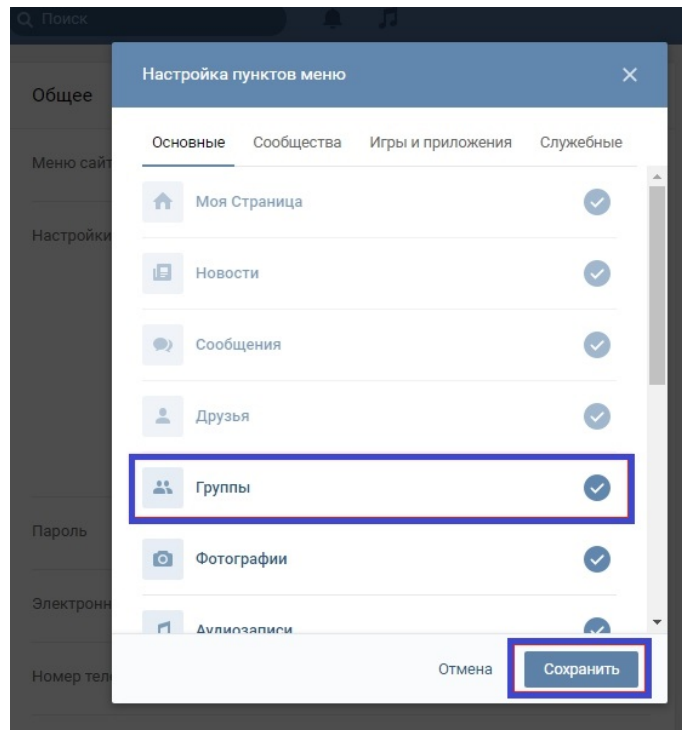 Поиск
Настройка пунктов меню
Общее
Основные Сообщества Игры и приложения Служебные
Меню сайт
Моя Страница
Настройки
Новости
Сообщения
Друзья
Группы
Пароль
Фотографии
Электронн
Аудиозаписи
Номер тел
Отмена Сохранить